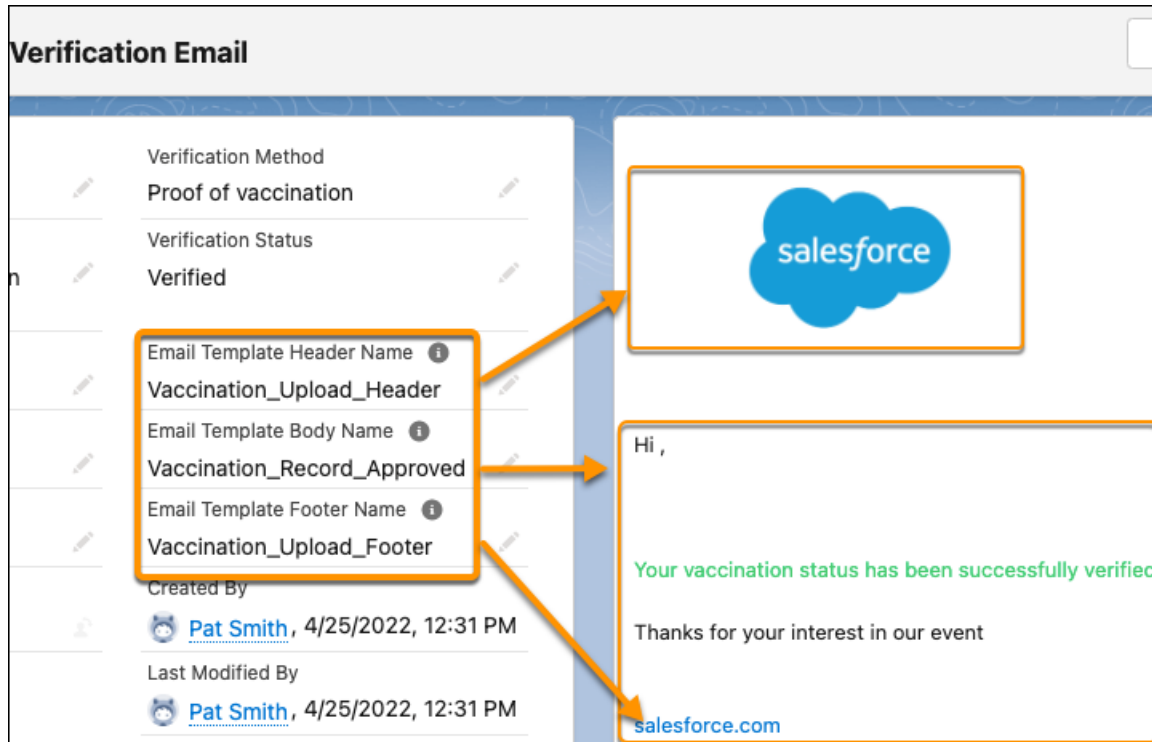 Verification Email
Verification Method
Proof of vaccination
Verification Status
n
Verified
Email Template Header Name
Vaccination_Upload_Header
Email Template Body Name
Vaccination_Record_Approved
Email Template Footer Name
Vaccination_Upload_Footer
Created By
Pat Smith, 4/25/2022, 12:31 PM
Last Modified By
Pat Smith, 4/25/2022, 12:31 PM
salesforce
Hi ,
Your vaccination status has been successfully verified
Thanks for your interest in our event
salesforce.com